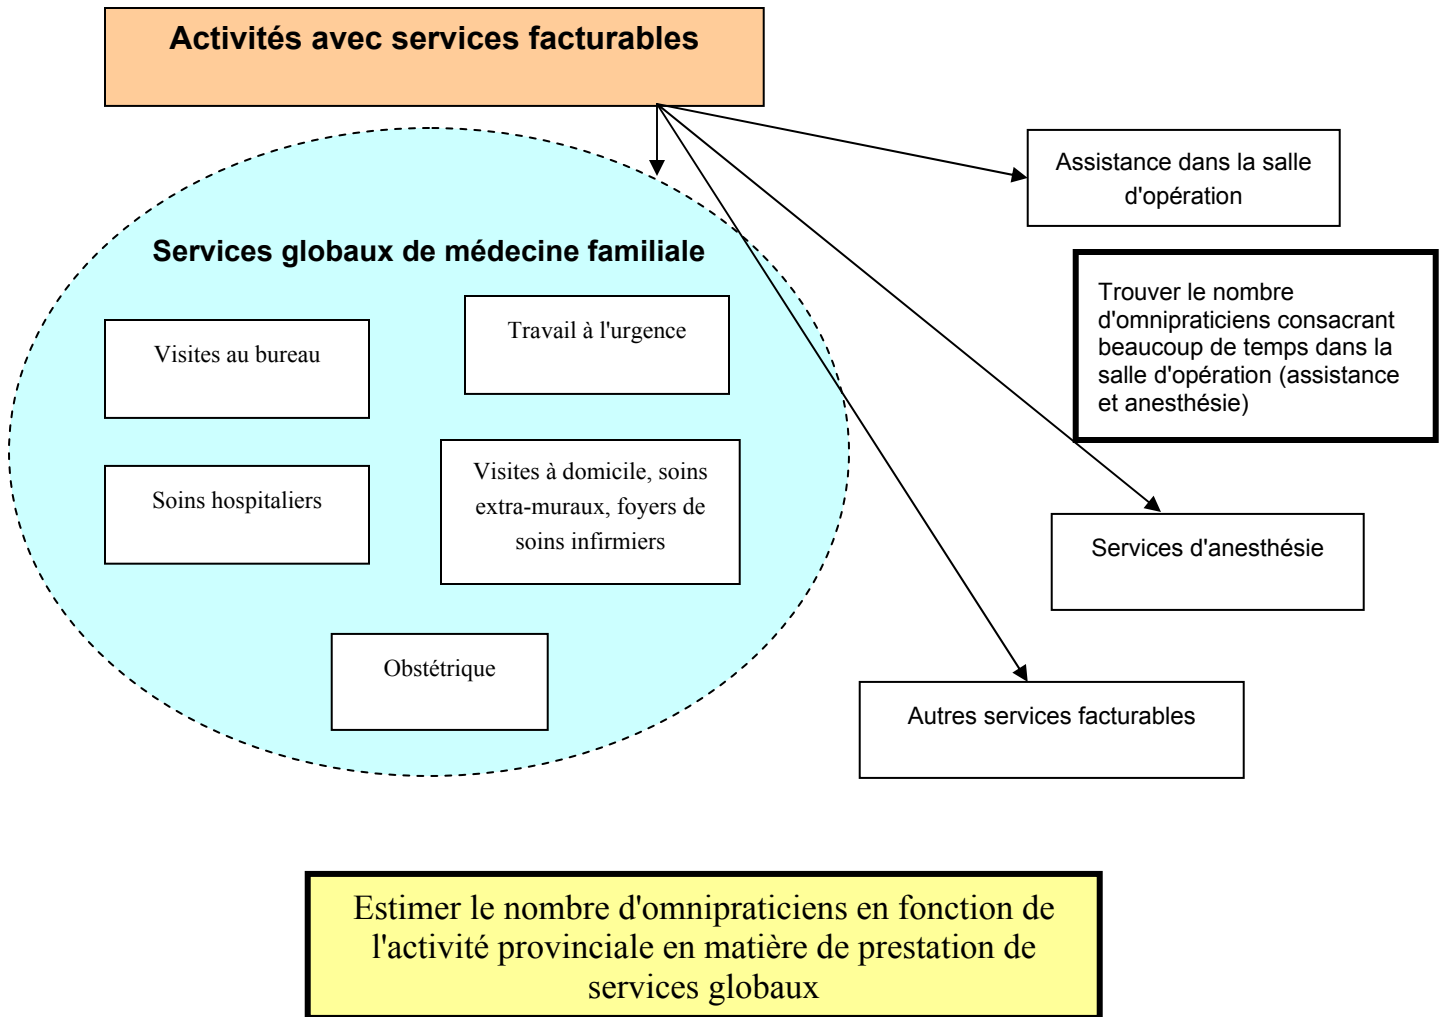 Activités avec services facturables
Assistance dans la salle
d'opération
Services globaux de médecine familiale
Trouver le nombre
d'omnipraticiens consacrant
beaucoup de temps dans la
salle d'opération (assistance
et anesthésie)
Travail à l'urgence
Visites au bureau
Visites à domicile, soins
extra-muraux, foyers de
soins infirmiers
Soins hospitaliers
Services d'anesthésie
Obstétrique
Autres services facturables
Estimer le nombre d'omnipraticiens en fonction de
l'activité provinciale en matière de prestation de
services globaux